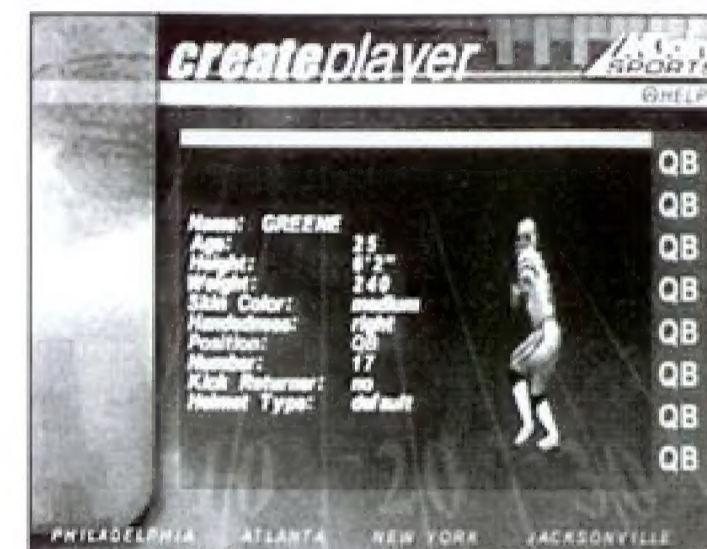 createplayer
SPORTS
HELP
Name: GREENE
Age: 25
Height: 6'2"
Weight: 240
Skin Color: medium
Handedness: right
Position: QB
Number: 17
Kick Returner: no
Helmet Type: default
QB
QB
QB
QB
QB
QB
QB
QB
PHILADELPHIA ATLANTA NEW YORK JACKSONVILLE